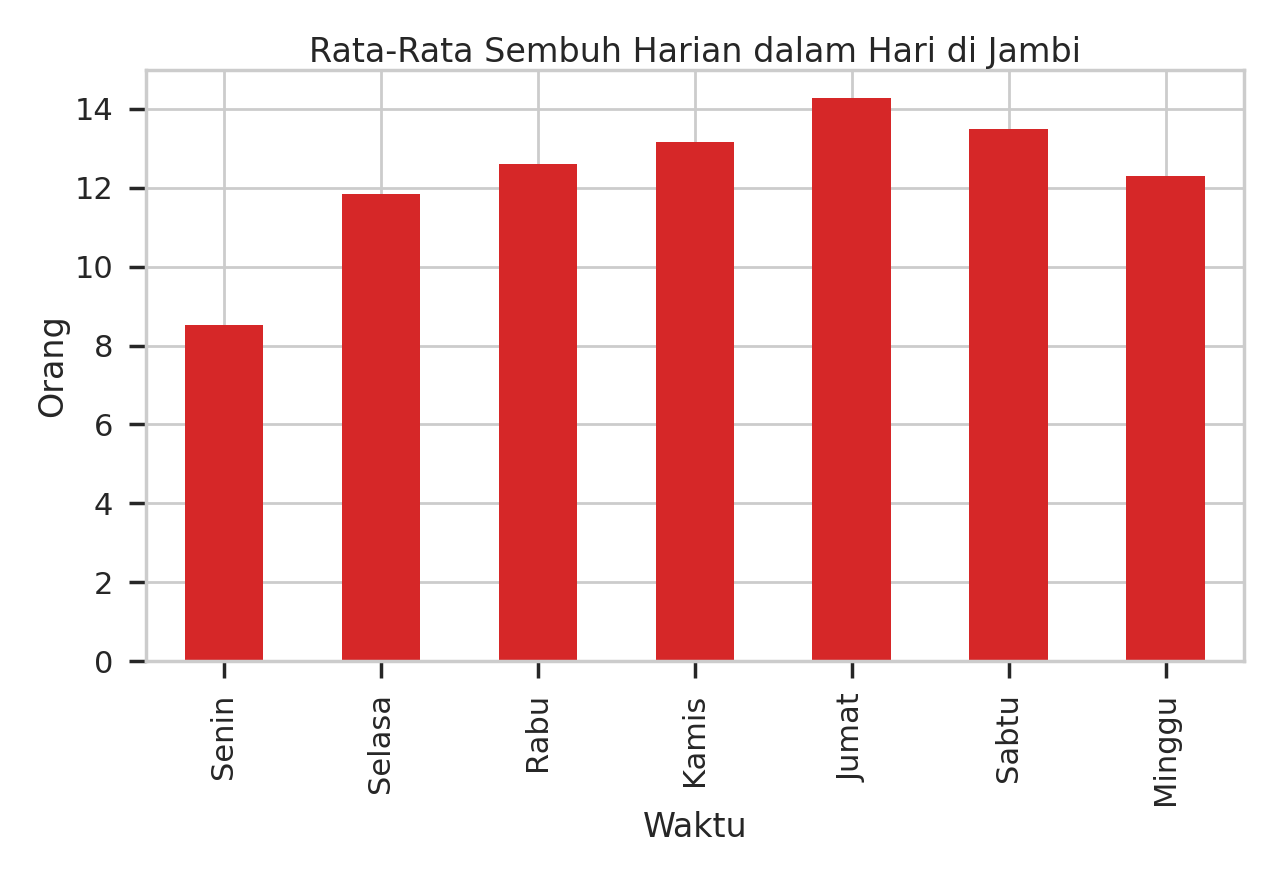 Rata-Rata Sembuh Harian dalam Hari di Jambi
14
12
10
8
6
4
2
0
Orang
Senin
Selasa
Rabu
Kamis
Jumat
Sabtu
Minggu
Waktu